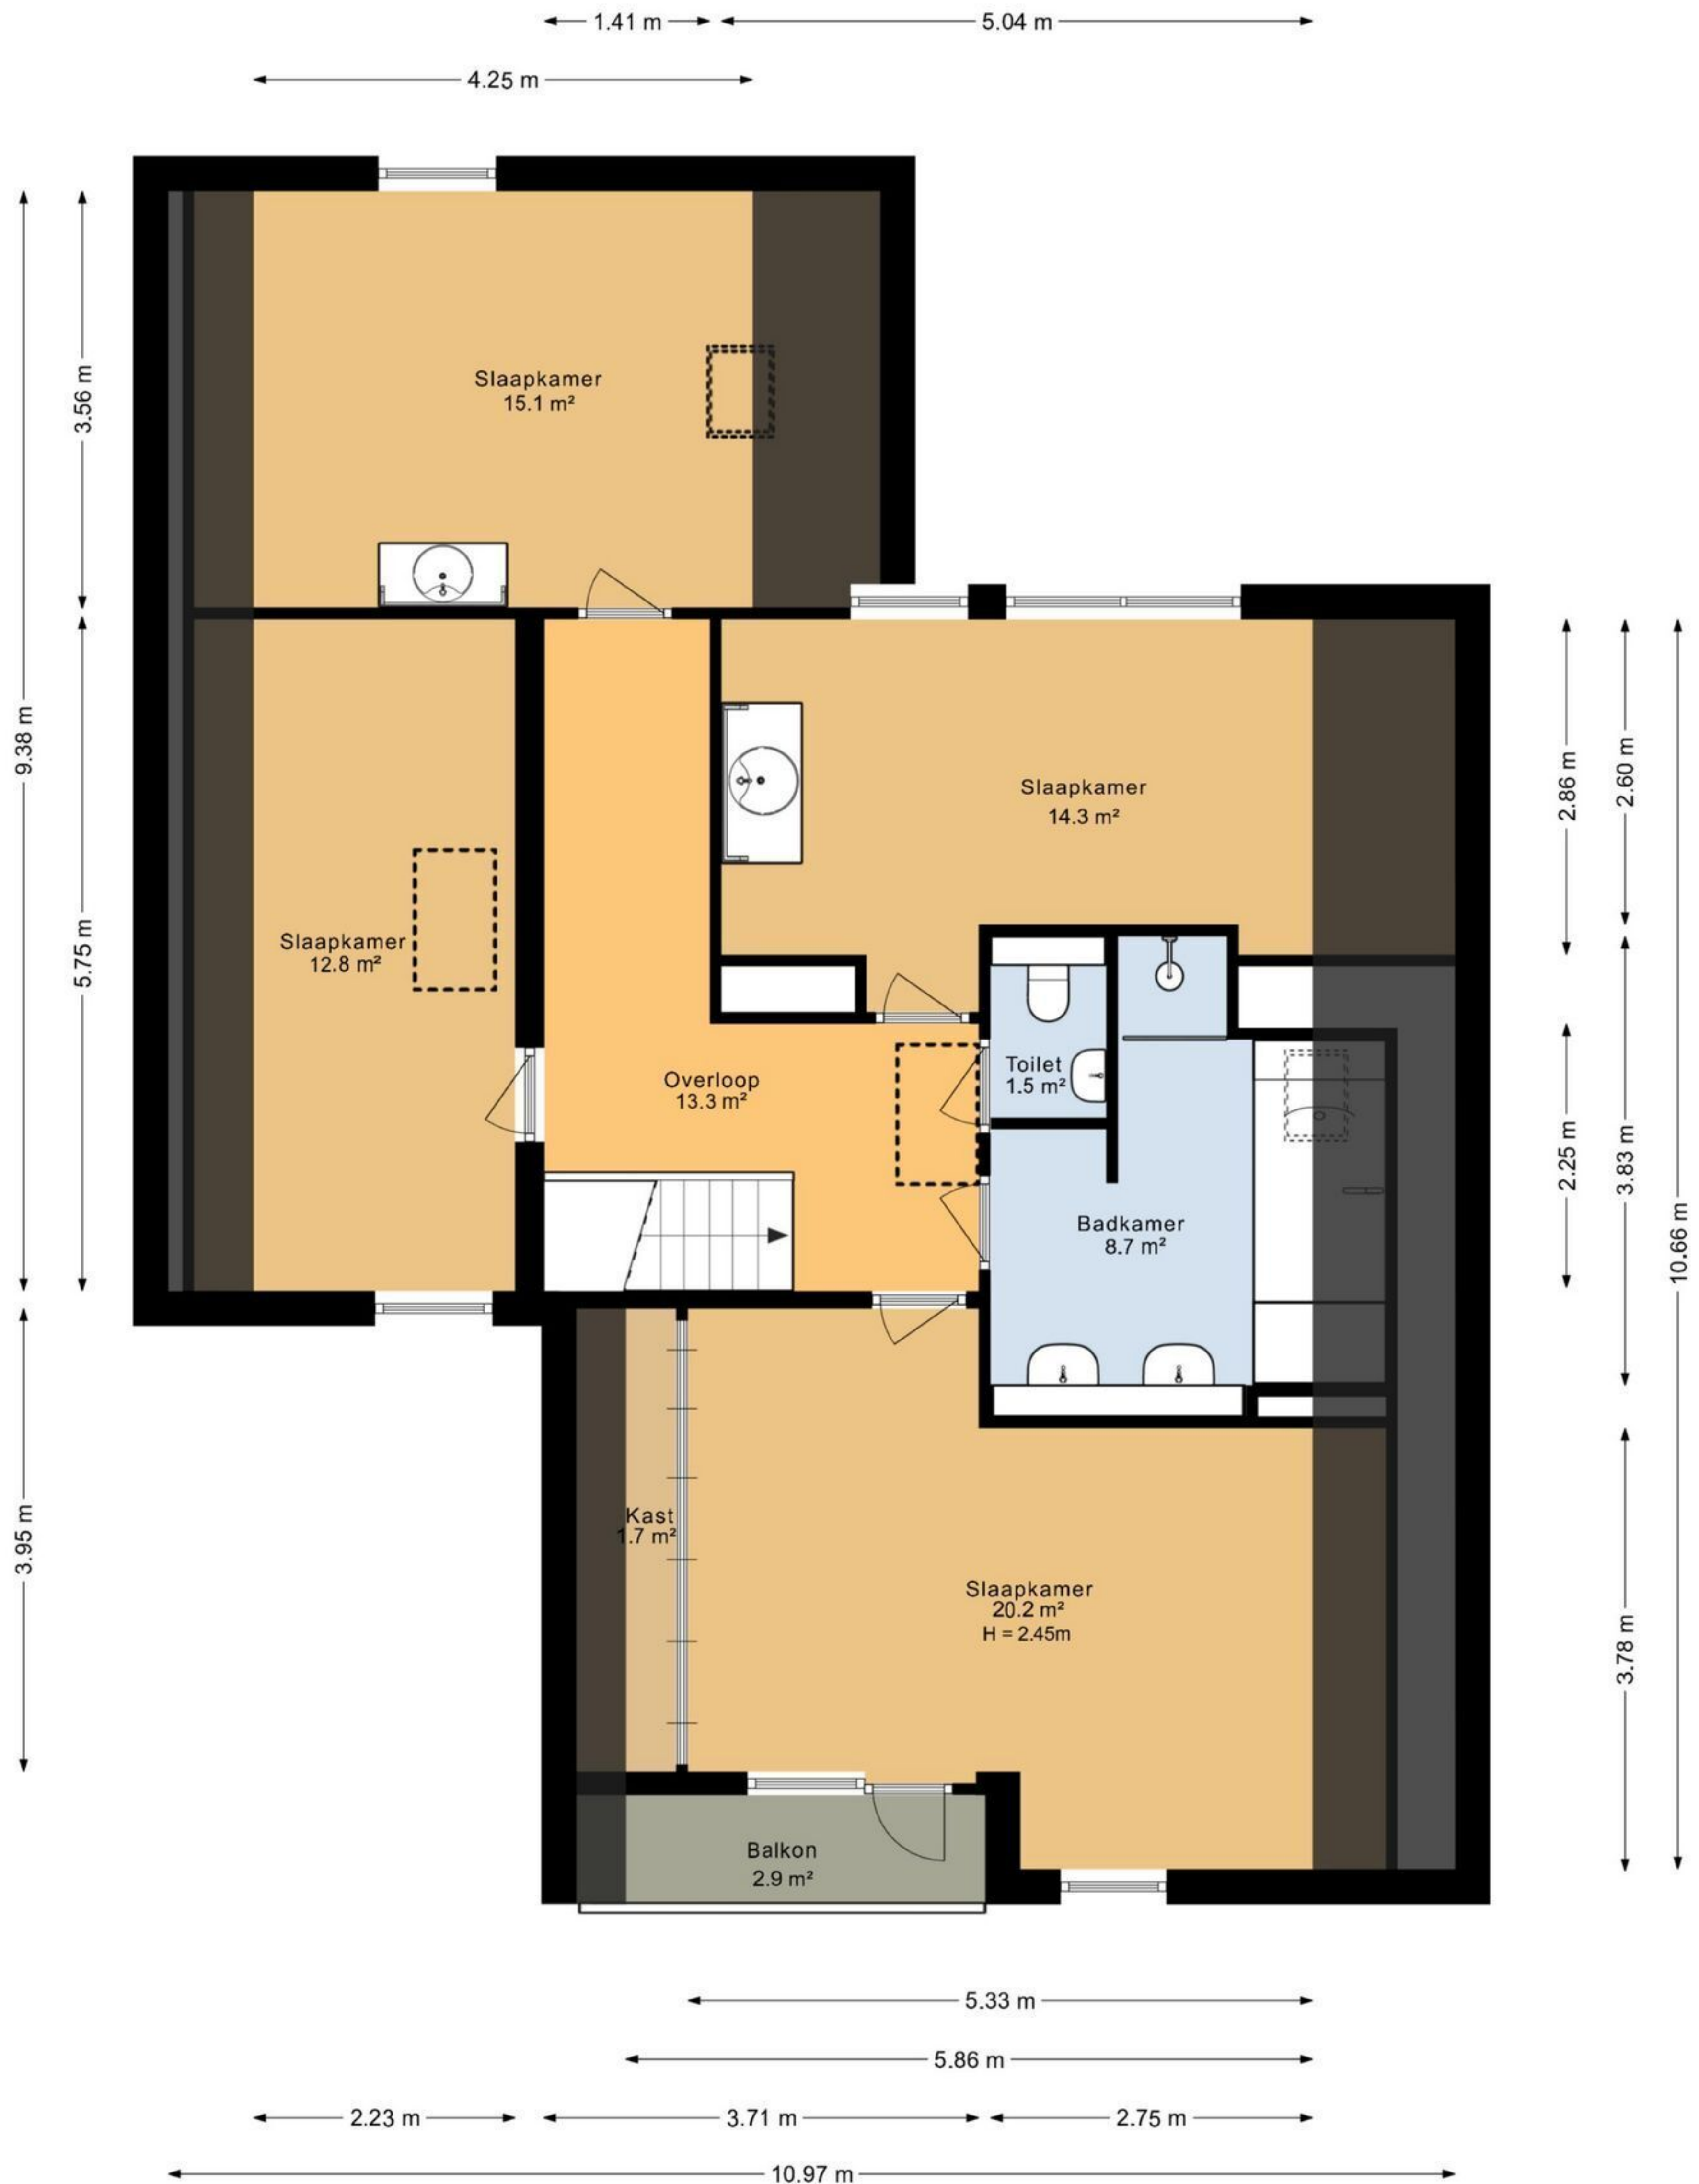 1.41 m
5.04 m
4.25 m
3.56 m
9.38 m
5.75 m
3.95 m
Slaapkamer
15.1 m²
Slaapkamer
14.3 m²
Slaapkamer
12.8 m²
Overloop
13.3 m²
Toilet
1.5 m²
Badkamer
8.7 m²
Kast
1.7 m²
Slaapkamer
20.2 m²
H = 2.45m
Balkon
2.9 m²
2.86 m
2.60 m
2.25 m
3.83 m
10.66 m
3.78 m
5.33 m
5.86 m
2.23 m
3.71 m
2.75 m
10.97 m